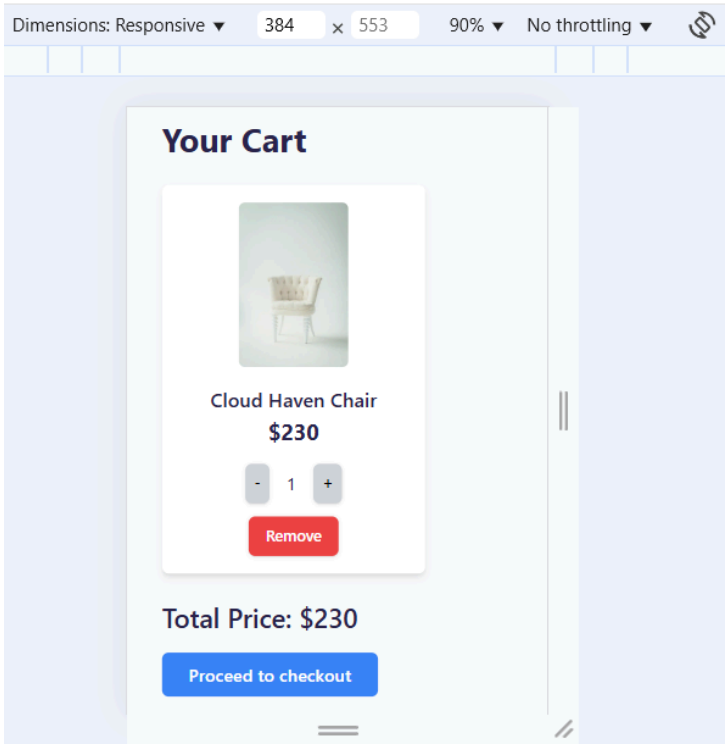 Dimensions: Responsive ▼ 384 × 553 90% ▼ No throttling ▼
Your Cart
Cloud Haven Chair
$230
- 1 +
Remove
Total Price: $230
Proceed to checkout